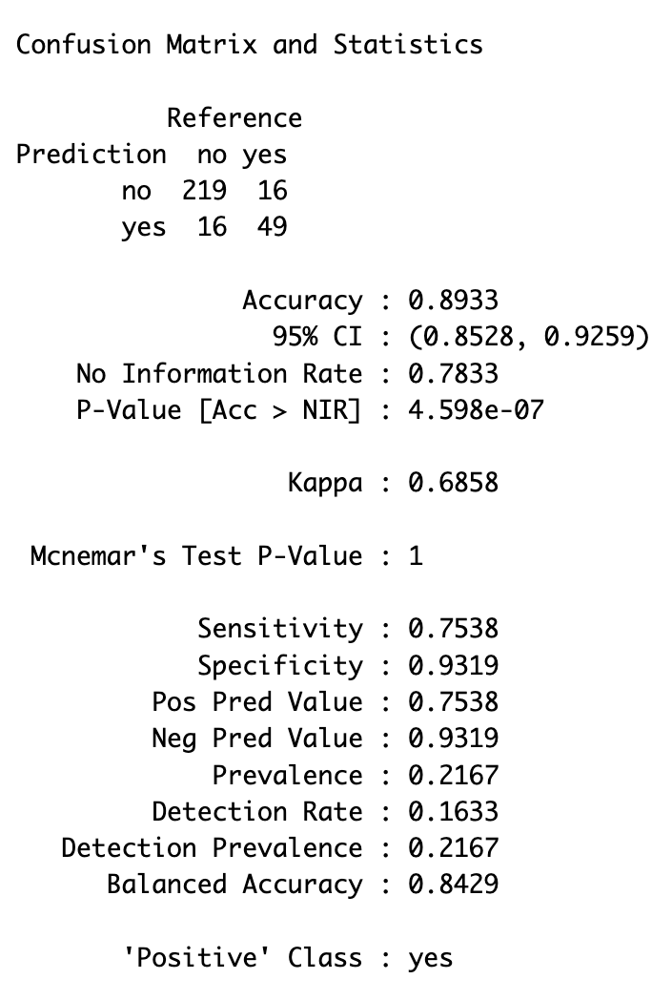 Confusion Matrix and Statistics
Reference
Prediction no yes
no 219 16
yes 16 49
Accuracy : 0.8933
95% CI : (0.8528, 0.9259)
No Information Rate : 0.7833
P-Value [Acc > NIR] : 4.598e-07
Kappa : 0.6858
Mcnemar's Test P-Value : 1
Sensitivity : 0.7538
Specificity : 0.9319
Pos Pred Value : 0.7538
Neg Pred Value : 0.9319
Prevalence : 0.2167
Detection Rate : 0.1633
Detection Prevalence : 0.2167
Balanced Accuracy : 0.8429
'Positive' Class : yes